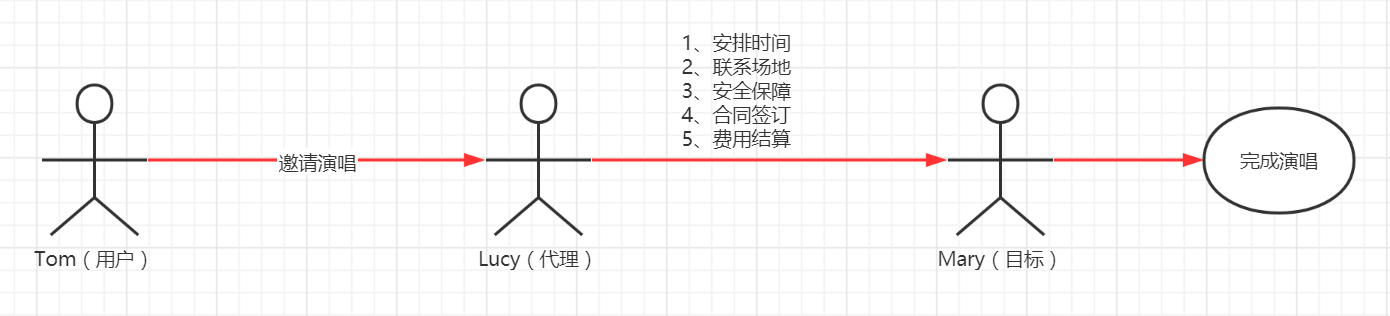 1、安排时间
2、联系场地
3、安全保障
4、合同签订
5、费用结算
邀请演唱
完成演唱
Tom（用户）
Lucy（代理）
Mary（目标）